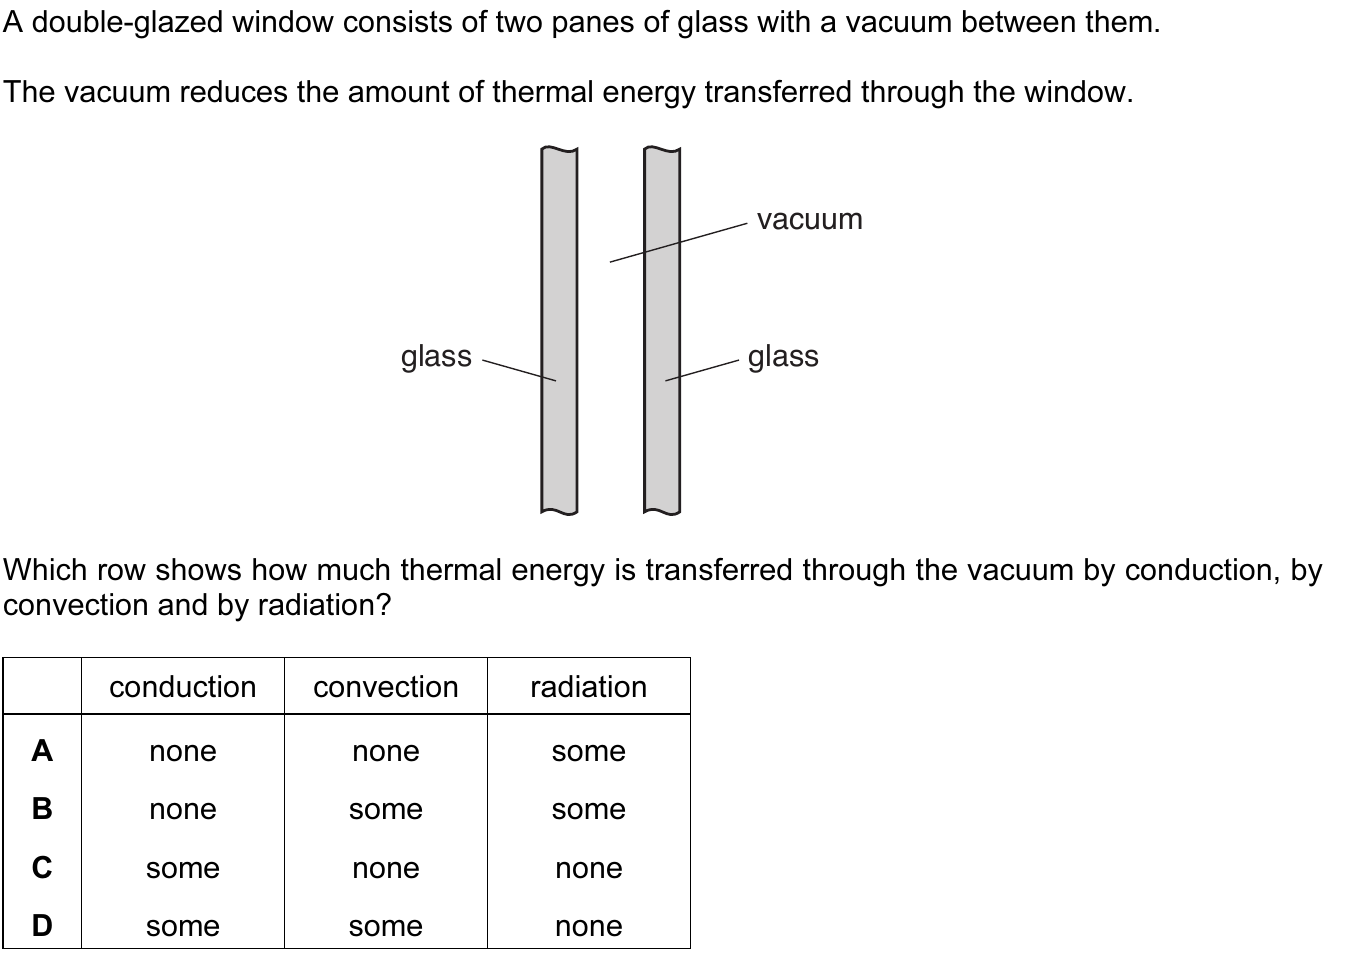 A double-glazed window consists of two panes of glass with a vacuum between them.
The vacuum reduces the amount of thermal energy transferred through the window.
vacuum
glass glass
Which row shows how much thermal energy is transferred through the vacuum by conduction, by
convection and by radiation?
conduction convection radiation
A none none some
B none some some
C some none none
D some some none